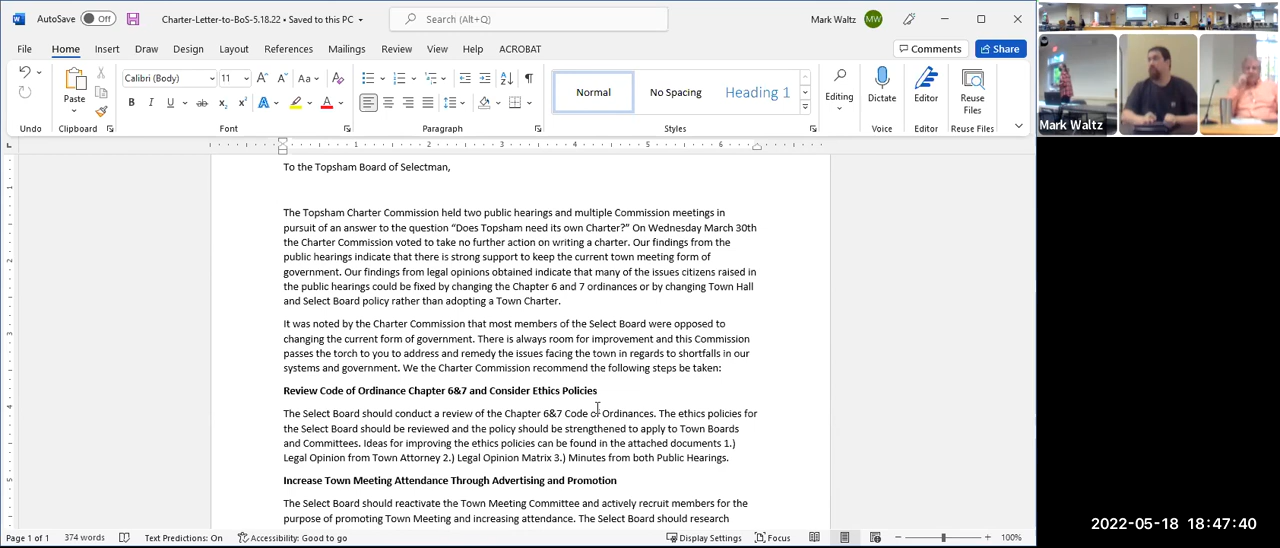 AutoSave Off Charter-Letter-to-BoS-5.18.22 • Saved to this PC Search (Alt+Q) Mark Waltz MW
File Home Insert Draw Design Layout References Mailings Review View Help ACROBAT Comments Share
Calibri (Body) 11 Aa
Paste B I U ab x₂ x² A A Normal No Spacing Heading 1 Editing Dictate Editor Reuse Files
Undo Clipboard Font Paragraph Styles Voice Editor Reuse Files
Mark Waltz
1 2 3 4 5 6
To the Topsham Board of Selectman,
The Topsham Charter Commission held two public hearings and multiple Commission meetings in
pursuit of an answer to the question “Does Topsham need its own Charter?” On Wednesday March 30th
the Charter Commission voted to take no further action on writing a charter. Our findings from the
public hearings indicate that there is strong support to keep the current town meeting form of
government. Our findings from legal opinions obtained indicate that many of the issues citizens raised in
the public hearings could be fixed by changing the Chapter 6 and 7 ordinances or by changing Town Hall
and Select Board policy rather than adopting a Town Charter.
It was noted by the Charter Commission that most members of the Select Board were opposed to
changing the current form of government. There is always room for improvement and this Commission
passes the torch to you to address and remedy the issues facing the town in regards to shortfalls in our
systems and government. We the Charter Commission recommend the following steps be taken:
Review Code of Ordinance Chapter 6&7 and Consider Ethics Policies
The Select Board should conduct a review of the Chapter 6&7 Code of Ordinances. The ethics policies for
the Select Board should be reviewed and the policy should be strengthened to apply to Town Boards
and Committees. Ideas for improving the ethics policies can be found in the attached documents 1.)
Legal Opinion from Town Attorney 2.) Legal Opinion Matrix 3.) Minutes from both Public Hearings.
Increase Town Meeting Attendance Through Advertising and Promotion
The Select Board should reactivate the Town Meeting Committee and actively recruit members for the
purpose of promoting Town Meeting and increasing attendance. The Select Board should research
Page 1 of 1 374 words Text Predictions: On Accessibility: Good to go Display Settings Focus 100%
2022-05-18 18:47:40